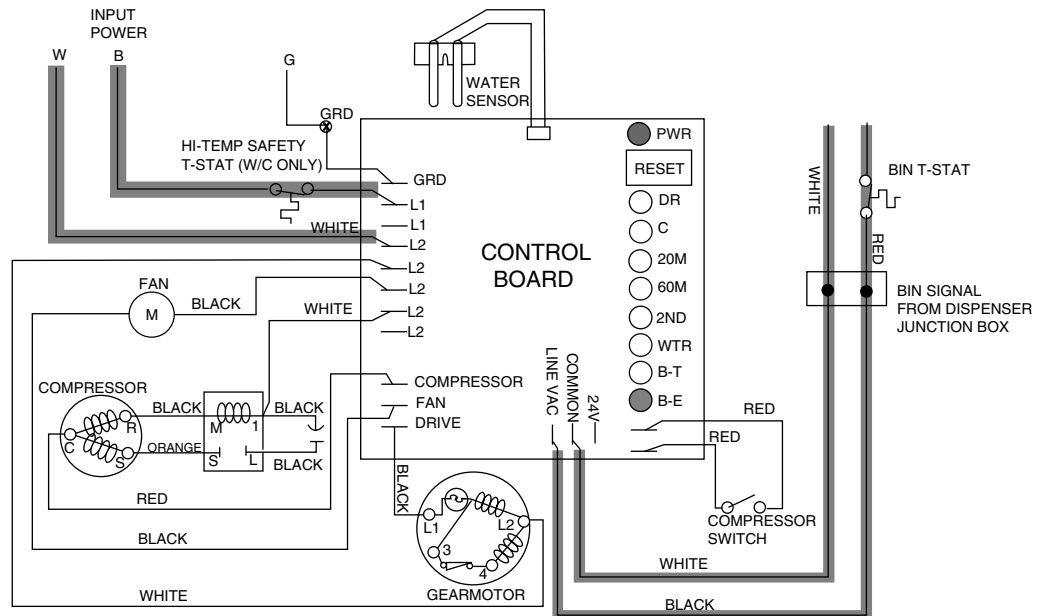 INPUT
POWER
W
B
G
GRD
HI-TEMP SAFETY
T-STAT (W/C ONLY)
WHITE
WATER
SENSOR
GRD
L1
L1
L2
L2
L2
L2
L2
CONTROL
BOARD
PWR
RESET
DR
C
20M
60M
2ND
WTR
B-T
B-E
WHITE
BIN T-STAT
RED
BIN SIGNAL
FROM DISPENSER
JUNCTION BOX
FAN
M
BLACK
WHITE
COMPRESSOR
R
C
S
BLACK
ORANGE
M
1
S
L
BLACK
BLACK
RED
BLACK
WHITE
COMPRESSOR
FAN
DRIVE
BLACK
LINE VAC
COMMON
24V
RED
RED
COMPRESSOR
SWITCH
L1
L2
3
4
GEARMOTOR
WHITE
BLACK